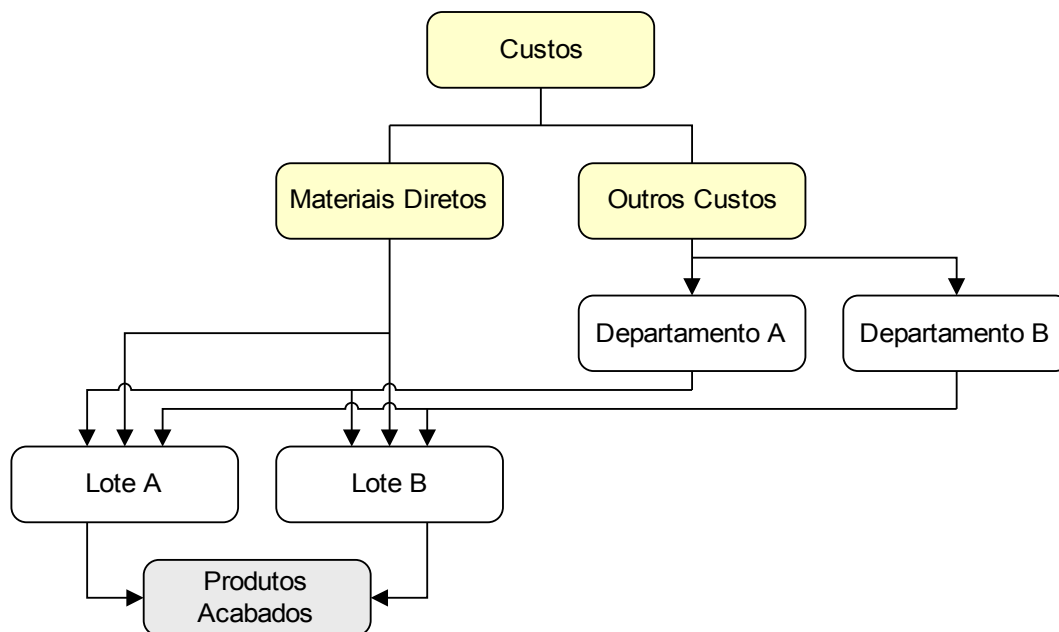 Custos
Materiais Diretos
Outros Custos
Departamento A
Departamento B
Lote A
Lote B
Produtos
Acabados